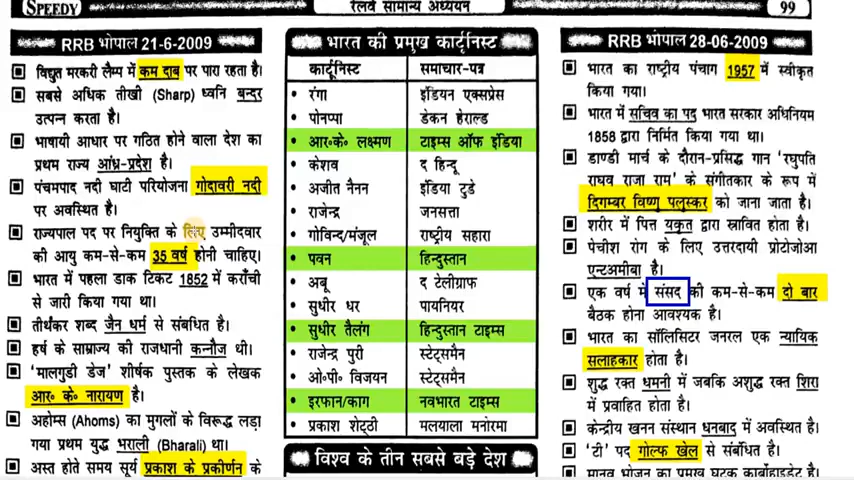 SPEEDY
रेलवे सामान्य अध्ययन
99
RRB भोपाल 21-6-2009
विद्युत मरकरी लैम्प में कम दाब पर पारा रहता है।
सबसे अधिक तीखी (Sharp) ध्वनि बन्दर
उत्पन्न करता है।
भाषायी आधार पर गठित होने वाला देश का
प्रथम राज्य आंध्र-प्रदेश है।
पंचमपाद नदी घाटी परियोजना गोदावरी नदी
पर अवस्थित है।
राज्यपाल पद पर नियुक्ति के लिए उम्मीदवार
की आयु कम-से-कम 35 वर्ष होनी चाहिए।
भारत में पहला डाक टिकट 1852 में कराँची
से जारी किया गया था।
तीर्थंकर शब्द जैन धर्म से संबधित है।
हर्ष के साम्राज्य की राजधानी कन्नौज थी।
'मालगुडी डेज' शीर्षक पुस्तक के लेखक
आर० के० नारायण है।
अहोम्स (Ahoms) का मुगलों के विरूद्ध लड़ा
गया प्रथम युद्ध भराली (Bharali) था।
अस्त होते समय सूर्य प्रकाश के प्रकीर्णन के
भारत की प्रमुख कार्टूनिस्ट
कार्टूनिस्ट समाचार-पत्र
रंगा इंडियन एक्सप्रेस
पोनप्पा डेकन हेराल्ड
आर०के० लक्ष्मण टाइम्स ऑफ इंडिया
केशव द हिन्दू
अजीत नैनन इंडिया टुडे
राजेन्द्र जनसत्ता
गोविन्द/मंजूल राष्ट्रीय सहारा
पवन हिन्दुस्तान
अबू द टेलीग्राफ
सुधीर धर पायनियर
सुधीर तैलंग हिन्दुस्तान टाइम्स
राजेन्द्र पुरी स्टेट्समैन
ओ०पी० विजयन स्टेट्समैन
इरफान/काग नवभारत टाइम्स
प्रकाश शेट्ठी मलयाला मनोरमा
विश्व के तीन सबसे बड़े देश
RRB भोपाल 28-06-2009
भारत का राष्ट्रीय पंचाग 1957 में स्वीकृत
किया गया।
भारत में सचिव का पद भारत सरकार अधिनियम
1858 द्वारा निर्मित किया गया था।
डाण्डी मार्च के दौरान-प्रसिद्ध गान 'रघुपति
राघव राजा राम' के संगीतकार के रूप में
दिगम्बर विष्णु पलुस्कर को जाना जाता है।
शरीर में पित्त यकृत द्वारा स्रावित होता है।
पेचीश रोग के लिए उत्तरदायी प्रोटोजोआ
एन्टअमीबा है।
एक वर्ष में संसद की कम-से-कम दो बार
बैठक होना आवश्यक है।
भारत का सॉलिसिटर जनरल एक न्यायिक
सलाहकार होता है।
शुद्ध रक्त धमनी में जबकि अशुद्ध रक्त शिरा
में प्रवाहित होता है।
केन्द्रीय खनन संस्थान धनबाद में अवस्थित है।
'टी' पद गोल्फ खेल से संबंधित है।
मानव भोजन का प्रमुख घटक कार्बोहाइडेट है।